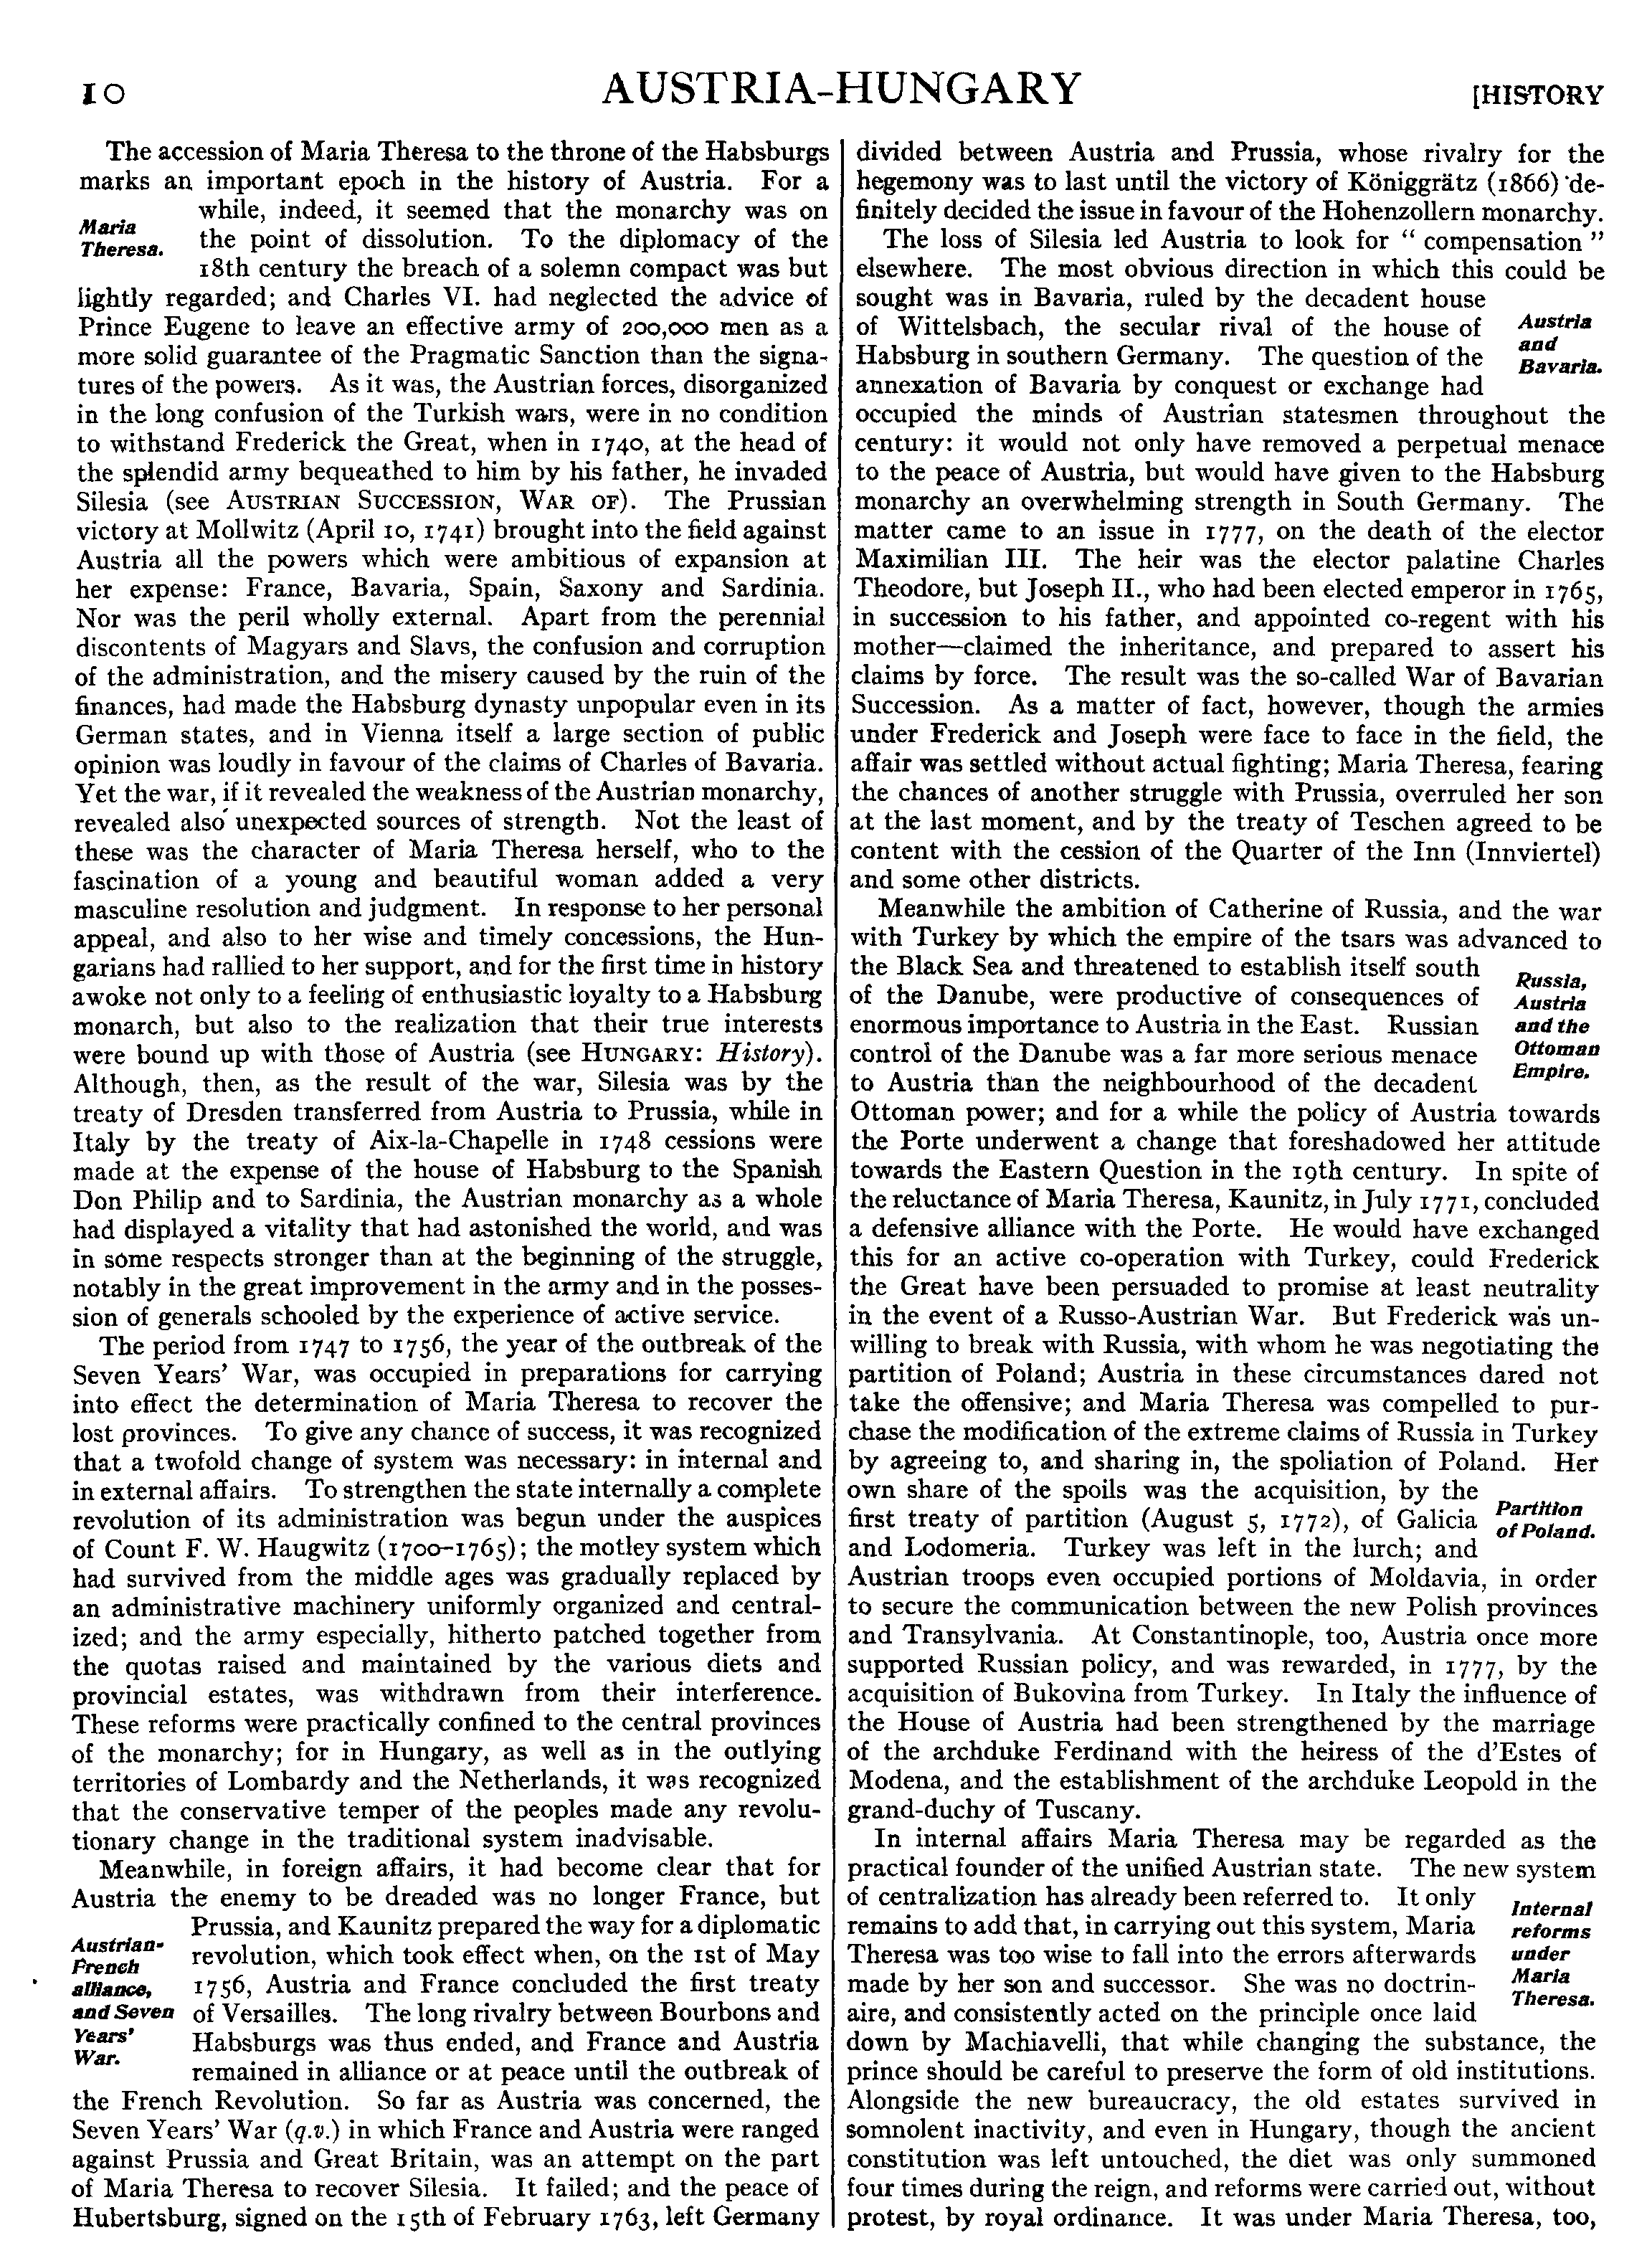 10
AUSTRIA-HUNGARY
[HISTORY
The accession of Maria Theresa to the throne of the Habsburgs
marks an important epoch in the history of Austria. For a
while, indeed, it seemed that the monarchy was on
Maria
Theresa.
the point of dissolution. To the diplomacy of the
18th century the breach of a solemn compact was but
lightly regarded; and Charles VI. had neglected the advice of
Prince Eugene to leave an effective army of 200,000 men as a
more solid guarantee of the Pragmatic Sanction than the signa-
tures of the powers. As it was, the Austrian forces, disorganized
in the long confusion of the Turkish wars, were in no condition
to withstand Frederick the Great, when in 1740, at the head of
the splendid army bequeathed to him by his father, he invaded
Silesia (see AUSTRIAN SUCCESSION, WAR OF). The Prussian
victory at Mollwitz (April 10, 1741) brought into the field against
Austria all the powers which were ambitious of expansion at
her expense: France, Bavaria, Spain, Saxony and Sardinia.
Nor was the peril wholly external. Apart from the perennial
discontents of Magyars and Slavs, the confusion and corruption
of the administration, and the misery caused by the ruin of the
finances, had made the Habsburg dynasty unpopular even in its
German states, and in Vienna itself a large section of public
opinion was loudly in favour of the claims of Charles of Bavaria.
Yet the war, if it revealed the weakness of the Austrian monarchy,
revealed also unexpected sources of strength. Not the least of
these was the character of Maria Theresa herself, who to the
fascination of a young and beautiful woman added a very
masculine resolution and judgment. In response to her personal
appeal, and also to her wise and timely concessions, the Hun-
garians had rallied to her support, and for the first time in history
awoke not only to a feeling of enthusiastic loyalty to a Habsburg
monarch, but also to the realization that their true interests
were bound up with those of Austria (see HUNGARY: History).
Although, then, as the result of the war, Silesia was by the
treaty of Dresden transferred from Austria to Prussia, while in
Italy by the treaty of Aix-la-Chapelle in 1748 cessions were
made at the expense of the house of Habsburg to the Spanish
Don Philip and to Sardinia, the Austrian monarchy as a whole
had displayed a vitality that had astonished the world, and was
in some respects stronger than at the beginning of the struggle,
notably in the great improvement in the army and in the posses-
sion of generals schooled by the experience of active service.
The period from 1747 to 1756, the year of the outbreak of the
Seven Years' War, was occupied in preparations for carrying
into effect the determination of Maria Theresa to recover the
lost provinces. To give any chance of success, it was recognized
that a twofold change of system was necessary: in internal and
in external affairs. To strengthen the state internally a complete
revolution of its administration was begun under the auspices
of Count F. W. Haugwitz (1700–1765); the motley system which
had survived from the middle ages was gradually replaced by
an administrative machinery uniformly organized and central-
ized; and the army especially, hitherto patched together from
the quotas raised and maintained by the various diets and
provincial estates, was withdrawn from their interference.
These reforms were practically confined to the central provinces
of the monarchy; for in Hungary, as well as in the outlying
territories of Lombardy and the Netherlands, it was recognized
that the conservative temper of the peoples made any revolu-
tionary change in the traditional system inadvisable.
Meanwhile, in foreign affairs, it had become clear that for
Austria the enemy to be dreaded was no longer France, but
Prussia, and Kaunitz prepared the way for a diplomatic
Austrian-
French
alliance,
and Seven
Years'
War.
revolution, which took effect when, on the 1st of May
1756, Austria and France concluded the first treaty
of Versailles. The long rivalry between Bourbons and
Habsburgs was thus ended, and France and Austria
remained in alliance or at peace until the outbreak of
the French Revolution. So far as Austria was concerned, the
Seven Years' War (q.v.) in which France and Austria were ranged
against Prussia and Great Britain, was an attempt on the part
of Maria Theresa to recover Silesia. It failed; and the peace of
Hubertsburg, signed on the 15th of February 1763, left Germany
divided between Austria and Prussia, whose rivalry for the
hegemony was to last until the victory of Königgrätz (1866) de-
finitely decided the issue in favour of the Hohenzollern monarchy.
The loss of Silesia led Austria to look for " compensation "
elsewhere. The most obvious direction in which this could be
sought was in Bavaria, ruled by the decadent house
Austria
and
Bavaria.
of Wittelsbach, the secular rival of the house of
Habsburg in southern Germany. The question of the
annexation of Bavaria by conquest or exchange had
occupied the minds of Austrian statesmen throughout the
century: it would not only have removed a perpetual menace
to the peace of Austria, but would have given to the Habsburg
monarchy an overwhelming strength in South Germany. The
matter came to an issue in 1777, on the death of the elector
Maximilian III. The heir was the elector palatine Charles
Theodore, but Joseph II., who had been elected emperor in 1765,
in succession to his father, and appointed co-regent with his
mother—claimed the inheritance, and prepared to assert his
claims by force. The result was the so-called War of Bavarian
Succession. As a matter of fact, however, though the armies
under Frederick and Joseph were face to face in the field, the
affair was settled without actual fighting; Maria Theresa, fearing
the chances of another struggle with Prussia, overruled her son
at the last moment, and by the treaty of Teschen agreed to be
content with the cession of the Quarter of the Inn (Innviertel)
and some other districts.
Meanwhile the ambition of Catherine of Russia, and the war
with Turkey by which the empire of the tsars was advanced to
the Black Sea and threatened to establish itself south
Russia,
Austria
and the
Ottoman
Empire.
of the Danube, were productive of consequences of
enormous importance to Austria in the East. Russian
control of the Danube was a far more serious menace
to Austria than the neighbourhood of the decadent
Ottoman power; and for a while the policy of Austria towards
the Porte underwent a change that foreshadowed her attitude
towards the Eastern Question in the 19th century. In spite of
the reluctance of Maria Theresa, Kaunitz, in July 1771, concluded
a defensive alliance with the Porte. He would have exchanged
this for an active co-operation with Turkey, could Frederick
the Great have been persuaded to promise at least neutrality
in the event of a Russo-Austrian War. But Frederick was un-
willing to break with Russia, with whom he was negotiating the
partition of Poland; Austria in these circumstances dared not
take the offensive; and Maria Theresa was compelled to pur-
chase the modification of the extreme claims of Russia in Turkey
by agreeing to, and sharing in, the spoliation of Poland. Her
own share of the spoils was the acquisition, by the
Partition
of Poland.
first treaty of partition (August 5, 1772), of Galicia
and Lodomeria. Turkey was left in the lurch; and
Austrian troops even occupied portions of Moldavia, in order
to secure the communication between the new Polish provinces
and Transylvania. At Constantinople, too, Austria once more
supported Russian policy, and was rewarded, in 1777, by the
acquisition of Bukovina from Turkey. In Italy the influence of
the House of Austria had been strengthened by the marriage
of the archduke Ferdinand with the heiress of the d'Estes of
Modena, and the establishment of the archduke Leopold in the
grand-duchy of Tuscany.
In internal affairs Maria Theresa may be regarded as the
practical founder of the unified Austrian state. The new system
of centralization has already been referred to. It only
Internal
reforms
under
Maria
Theresa.
remains to add that, in carrying out this system, Maria
Theresa was too wise to fall into the errors afterwards
made by her son and successor. She was no doctrin-
aire, and consistently acted on the principle once laid
down by Machiavelli, that while changing the substance, the
prince should be careful to preserve the form of old institutions.
Alongside the new bureaucracy, the old estates survived in
somnolent inactivity, and even in Hungary, though the ancient
constitution was left untouched, the diet was only summoned
four times during the reign, and reforms were carried out, without
protest, by royal ordinance. It was under Maria Theresa, too,